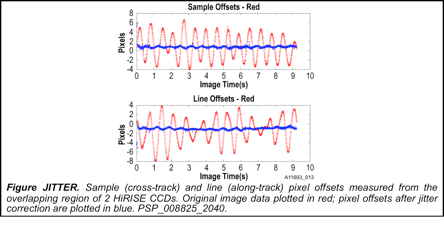 Sample Offsets - Red
8
6
4
2
0
-2
-4
Pixels
0 1 2 3 4 5 6 7 8 9 10
Image Time(s)
Line Offsets - Red
4
2
0
-2
-4
-6
-8
Pixels
0 1 2 3 4 5 6 7 8 9 10
Image Time(s)
A11693_013
Figure JITTER. Sample (cross-track) and line (along-track) pixel offsets measured from the
overlapping region of 2 HiRISE CCDs. Original image data plotted in red; pixel offsets after jitter
correction are plotted in blue. PSP_008825_2040.